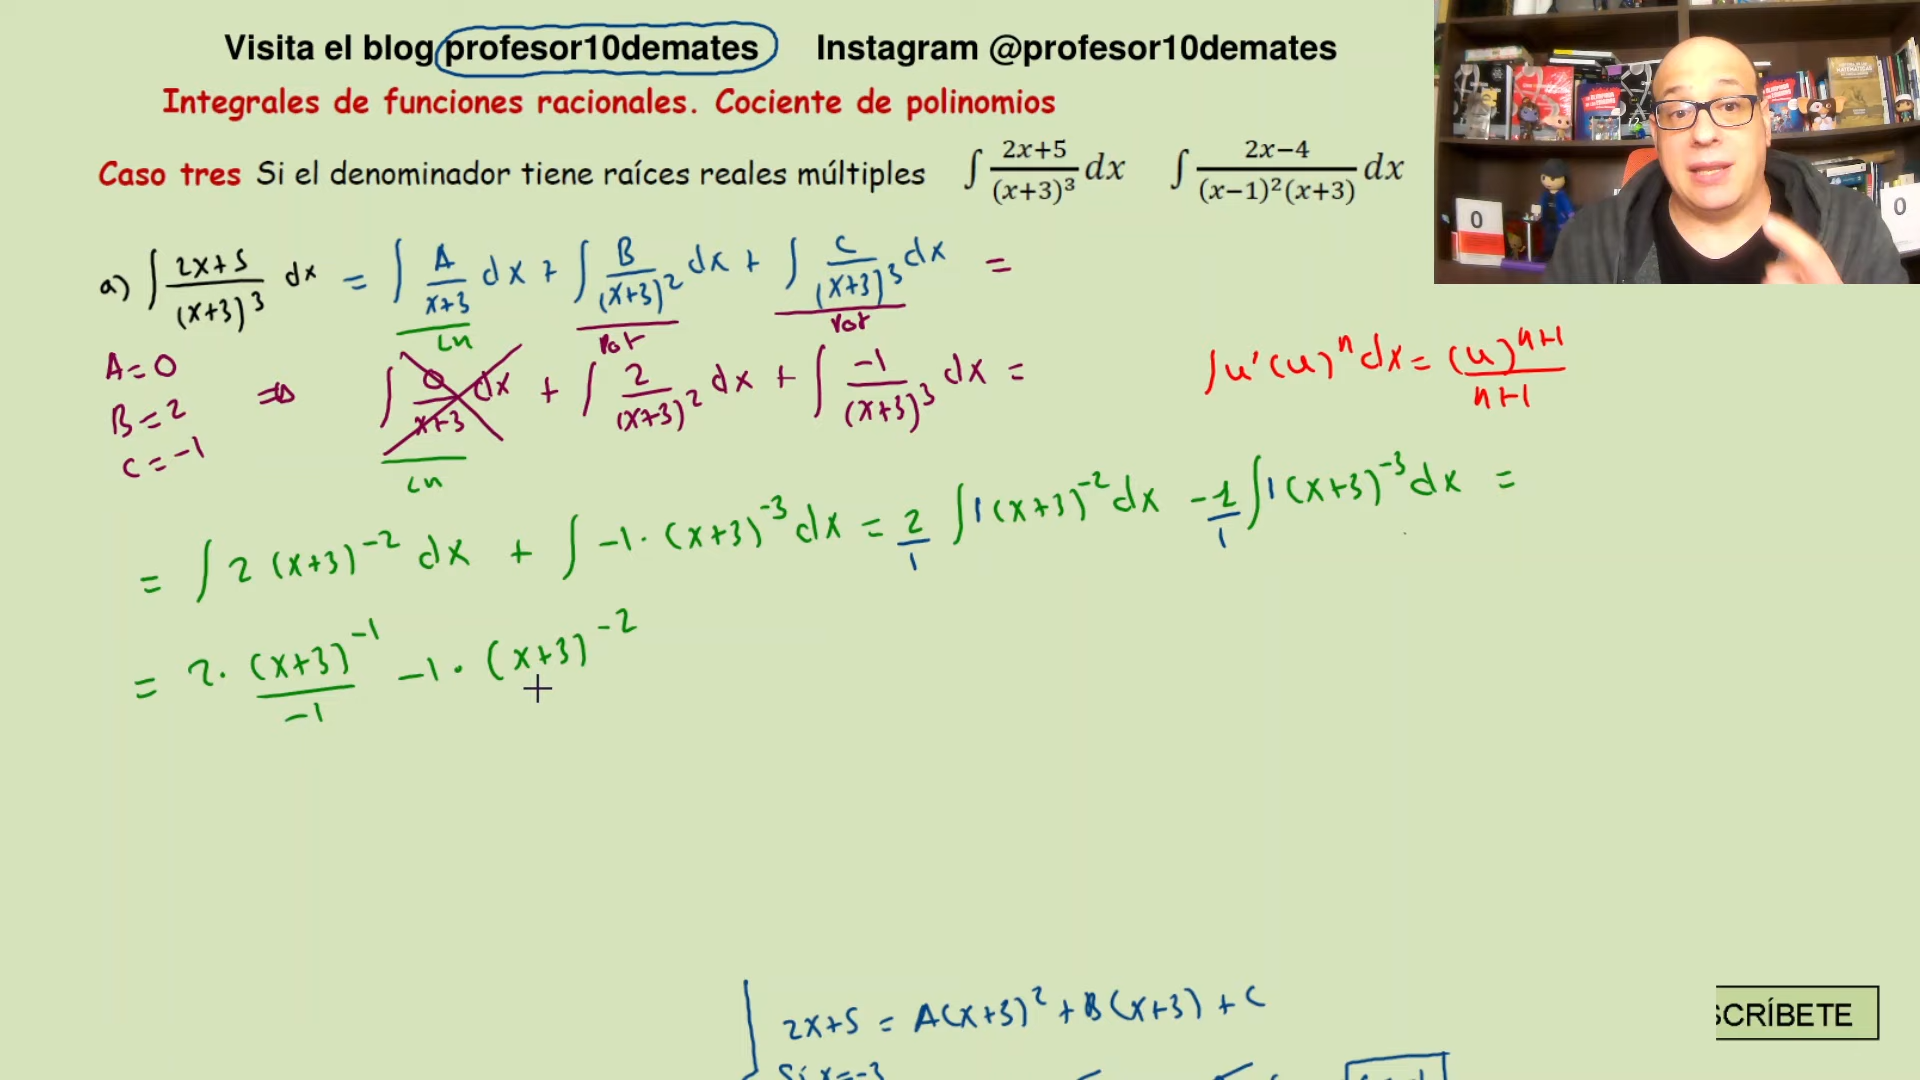 Visita el blog profesor10demates Instagram @profesor10demates
Integrales de funciones racionales. Cociente de polinomios
Caso tres Si el denominador tiene raíces reales múltiples ∫ (2x+5)/(x+3)³ dx ∫ (2x−4)/((x−1)²(x+3)) dx
a) ∫ (2x+5)/(x+3)³ dx = ∫ A/(x+3) dx + ∫ B/(x+3)² dx + ∫ C/(x+3)³ dx =
Ln Pot Pot
A=0
B=2
C=-1
⇒ ∫ 0/(x+3) dx + ∫ 2/(x+3)² dx + ∫ -1/(x+3)³ dx =
Ln
∫u'(u)ⁿdx = (u)ⁿ⁺¹/(n+1)
= ∫ 2(x+3)⁻² dx + ∫ -1·(x+3)⁻³ dx = 2/1 ∫ 1(x+3)⁻² dx -1/1 ∫ 1(x+3)⁻³ dx =
= 2· (x+3)⁻¹/-1 -1·(x+3)⁻²
2x+5 = A(x+3)² + B(x+3) + C
Si x=-3
SCRÍBETE
0
0